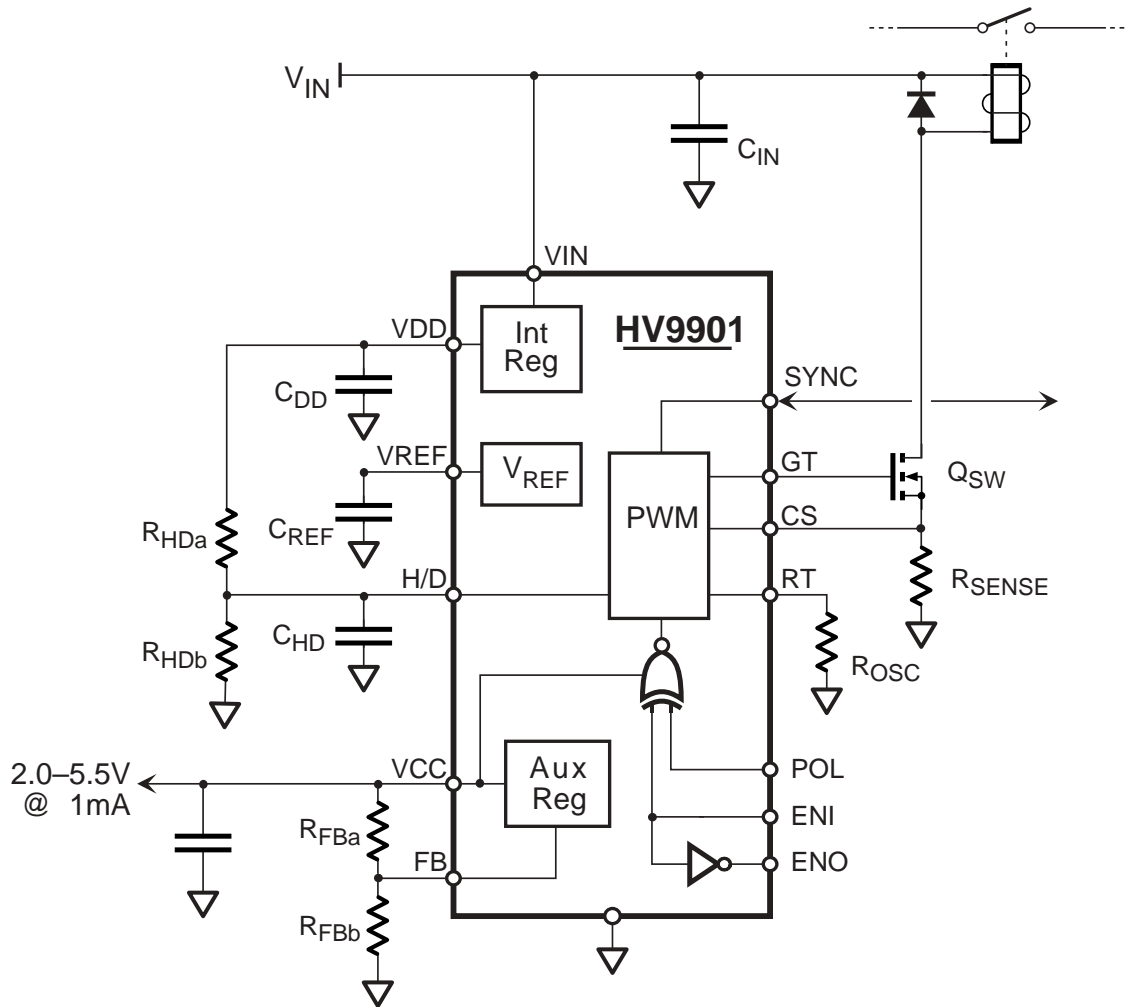 VIN
CIN
VIN
VDD
Int
Reg
HV9901
SYNC
CDD
VREF
VREF
GT
QSW
PWM
CREF
CS
RHDa
H/D
RT
RSENSE
CHD
RHDb
ROSC
2.0–5.5V
@ 1mA
VCC
Aux
Reg
POL
RFBa
ENI
FB
ENO
RFBb